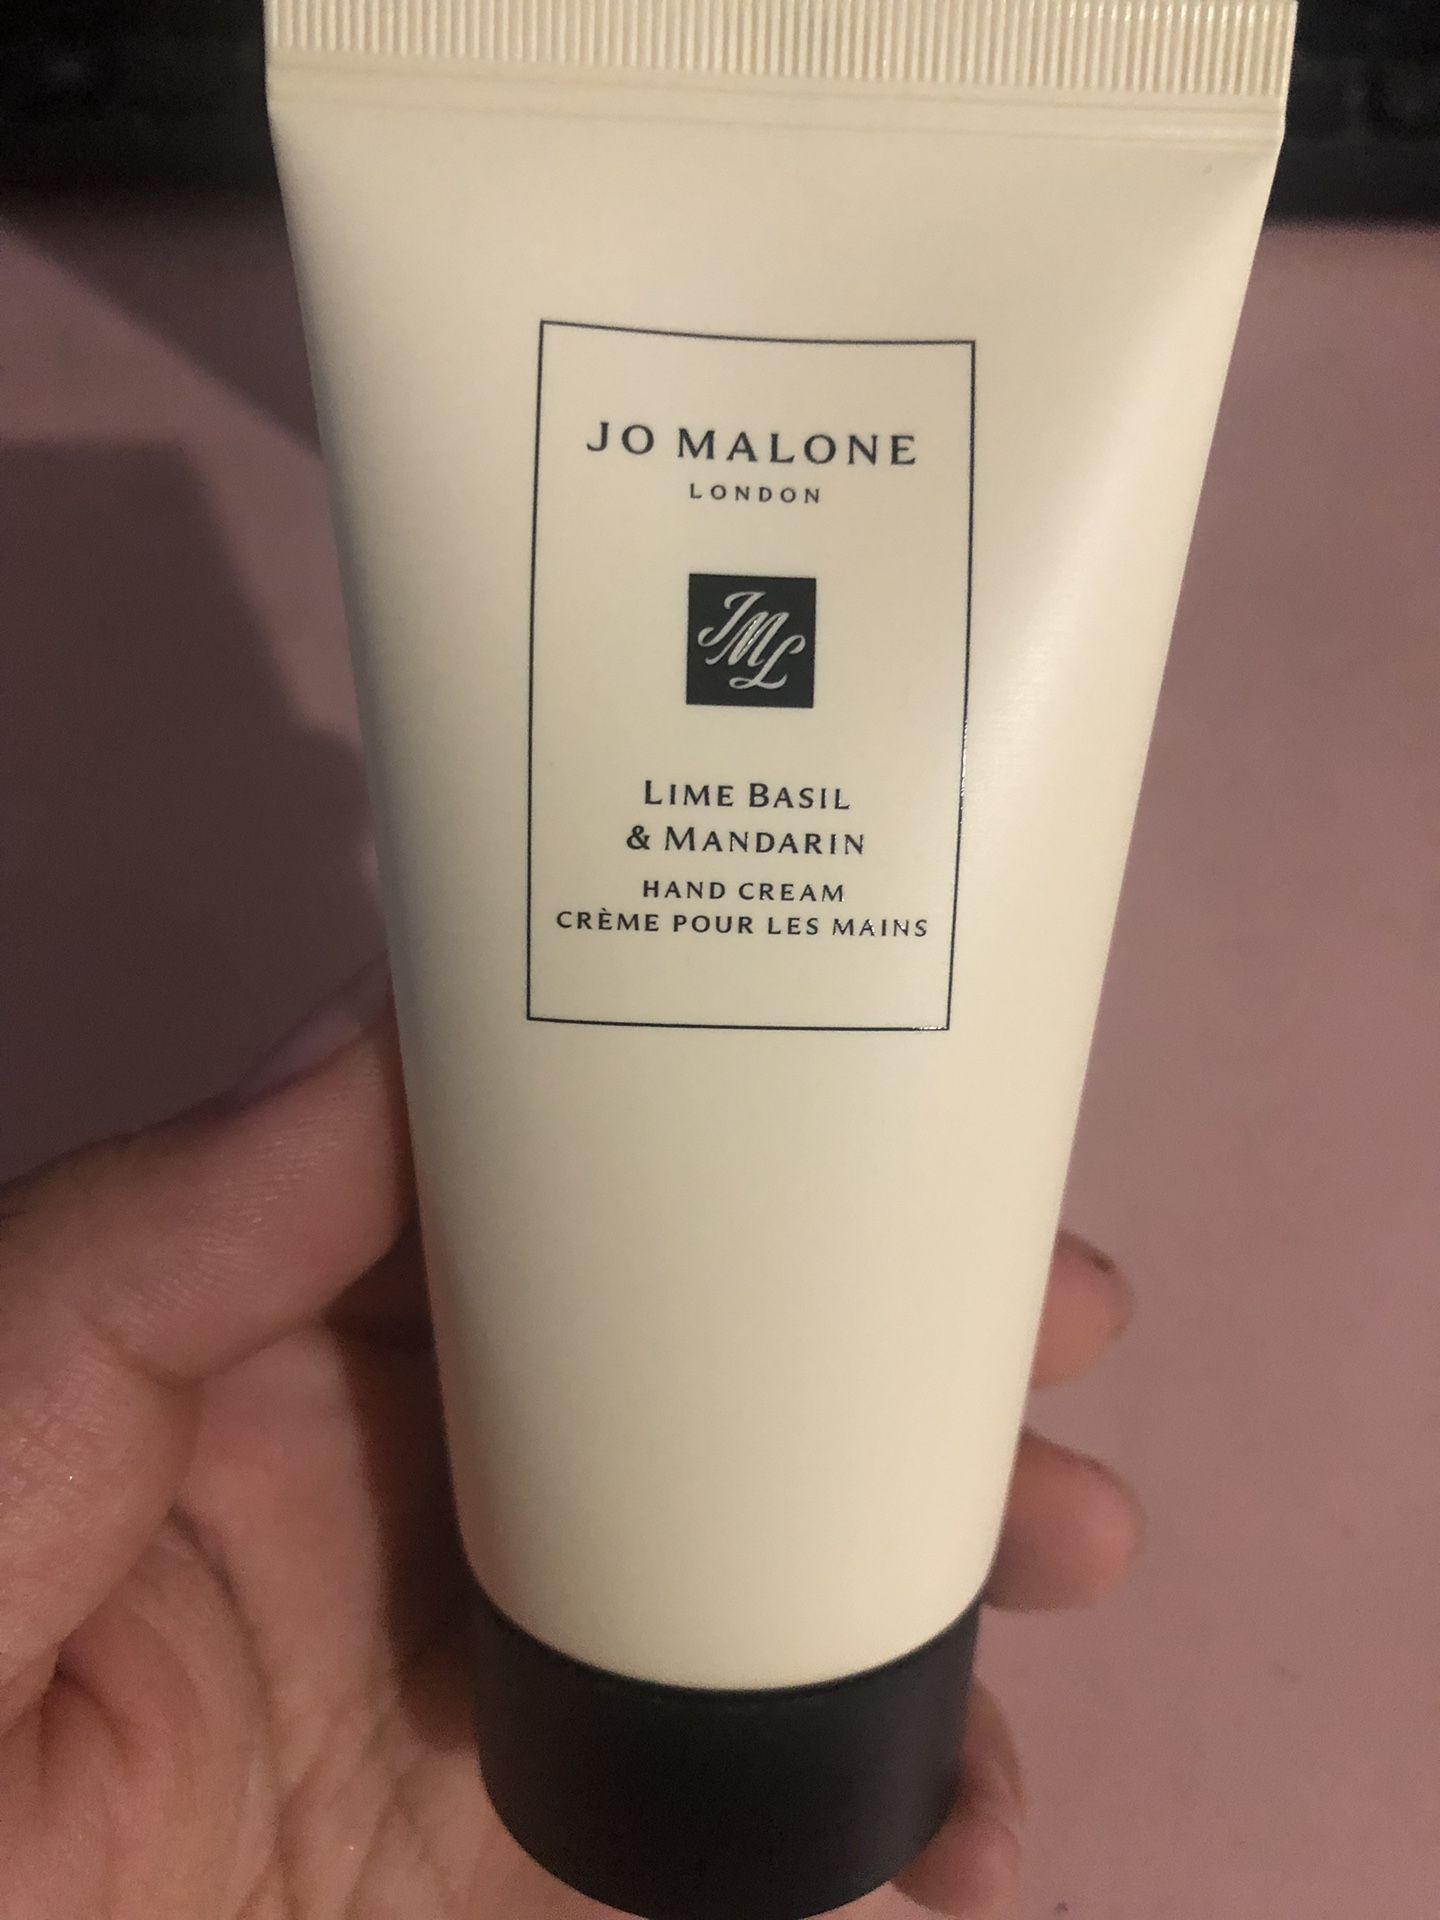 JO MALONE
LONDON
JML
LIME BASIL
& MANDARIN
HAND CREAM
CRÈME POUR LES MAINS